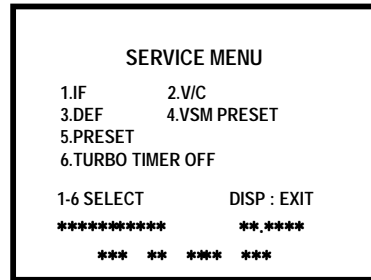 SERVICE MENU
1.IF 2.V/C
3.DEF 4.VSM PRESET
5.PRESET
6.TURBO TIMER OFF
1-6 SELECT DISP : EXIT
*********** **.****
*** ** **** ***